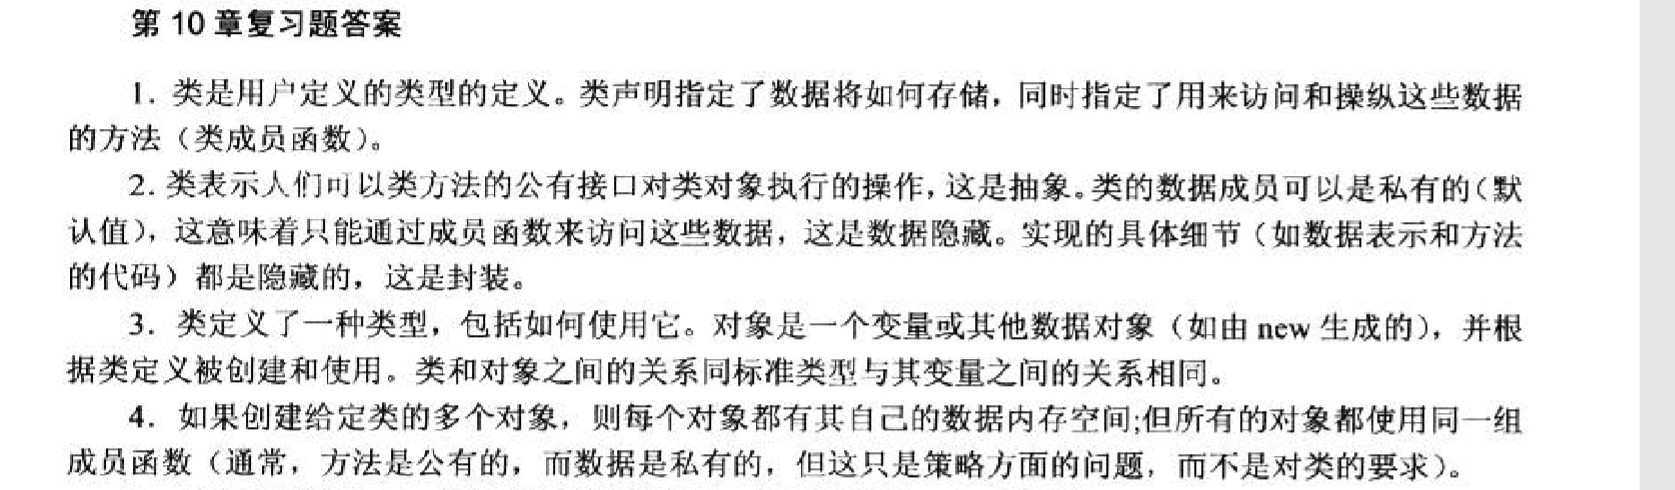 第 10 章复习题答案
1. 类是用户定义的类型的定义。类声明指定了数据将如何存储，同时指定了用来访问和操纵这些数据
的方法（类成员函数）。
2. 类表示人们可以类方法的公有接口对类对象执行的操作，这是抽象。类的数据成员可以是私有的（默
认值），这意味着只能通过成员函数来访问这些数据，这是数据隐藏。实现的具体细节（如数据表示和方法
的代码）都是隐藏的，这是封装。
3. 类定义了一种类型，包括如何使用它。对象是一个变量或其他数据对象（如由 new 生成的），并根
据类定义被创建和使用。类和对象之间的关系同标准类型与其变量之间的关系相同。
4. 如果创建给定类的多个对象，则每个对象都有其自己的数据内存空间;但所有的对象都使用同一组
成员函数（通常，方法是公有的，而数据是私有的，但这只是策略方面的问题，而不是对类的要求）。